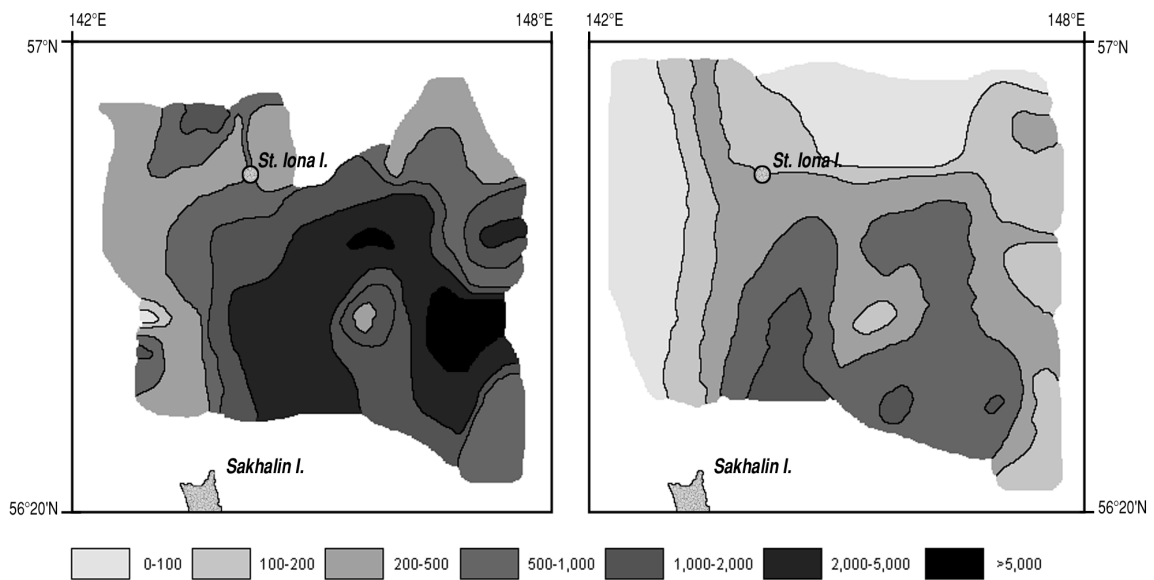 142°E 148°E 142°E 148°E
57°N 57°N
St. Iona I. St. Iona I.
Sakhalin I. Sakhalin I.
56°20'N 56°20'N
0-100 100-200 200-500 500-1,000 1,000-2,000 2,000-5,000 >5,000